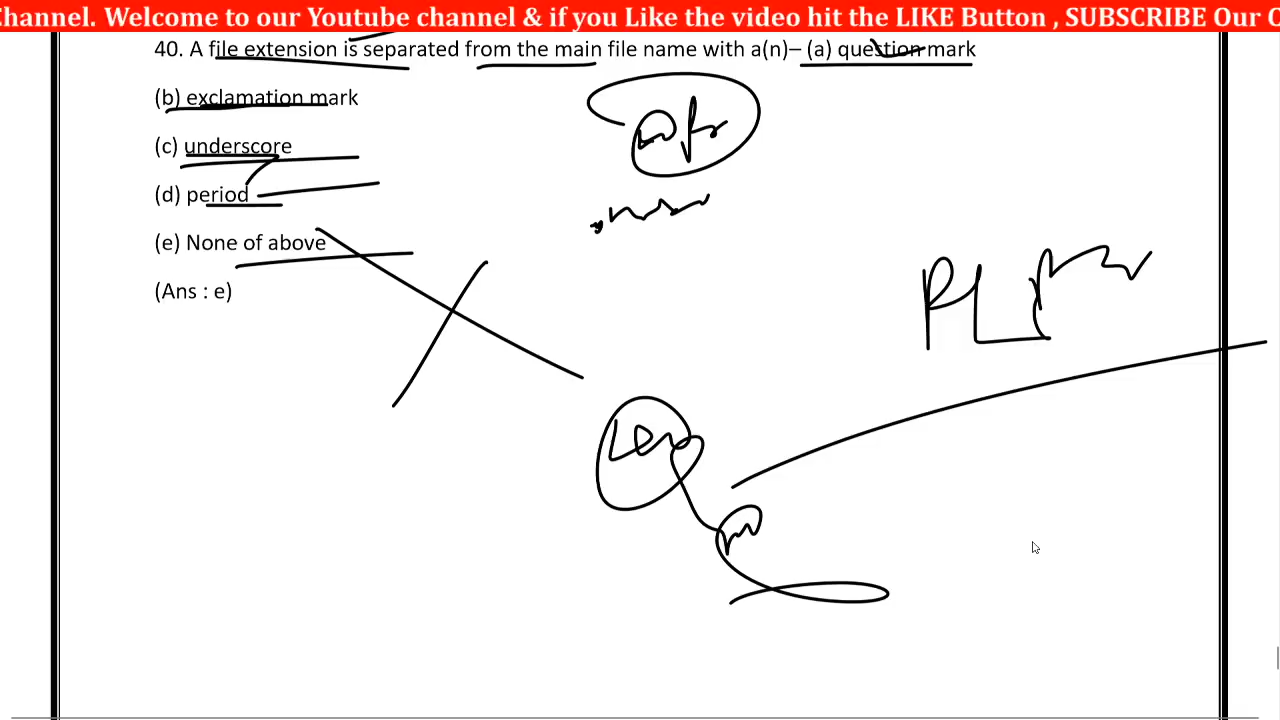 Channel. Welcome to our Youtube channel & if you Like the video hit the LIKE Button , SUBSCRIBE Our C
40. A file extension is separated from the main file name with a(n)– (a) question mark
(b) exclamation mark
(c) underscore
(d) period
(e) None of above
(Ans : e)